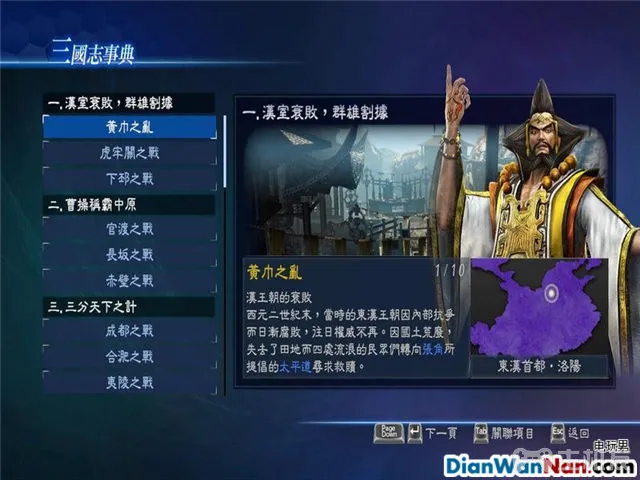 三國志事典
一.漢室衰敗，群雄割據
黃巾之亂
虎牢關之戰
下邳之戰
二.曹操稱霸中原
官渡之戰
長坂之戰
赤壁之戰
三.三分天下之計
成都之戰
合淝之戰
夷陵之戰
一.漢室衰敗，群雄割據
黃巾之亂 1/10
漢王朝的衰敗
西元二世紀末，當時的東漢王朝因內部抗爭
而日漸腐敗，注日權威不再。因國土荒廢，
失去了田地而四處流浪的民眾們轉向張角所
提倡的太平道尋求救贖。
東漢首都・洛陽
Page Down 下一頁 Tab 關聯項目 Esc 返回
电玩男
DianWanNan.com